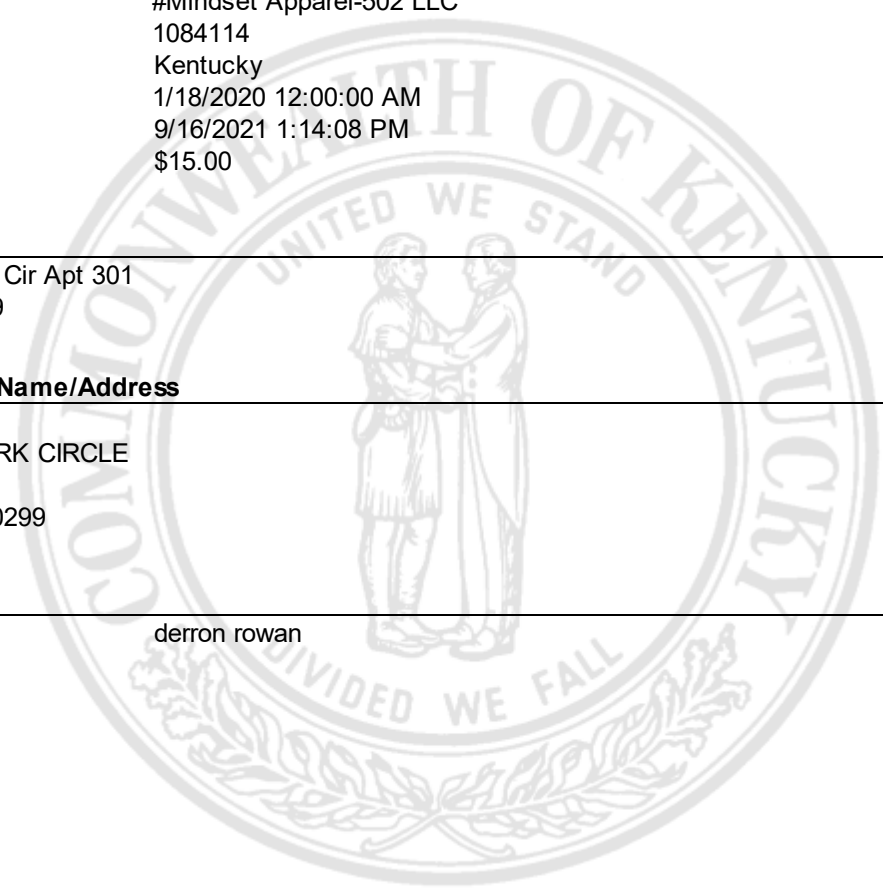 #Mindset Apparel-502 LLC
1084114
Kentucky
1/18/2020 12:00:00 AM
9/16/2021 1:14:08 PM
$15.00
Cir Apt 301
9
Name/Address
RK CIRCLE
0299
derron rowan
COMMONWEALTH OF KENTUCKY
UNITED WE STAND
DIVIDED WE FALL